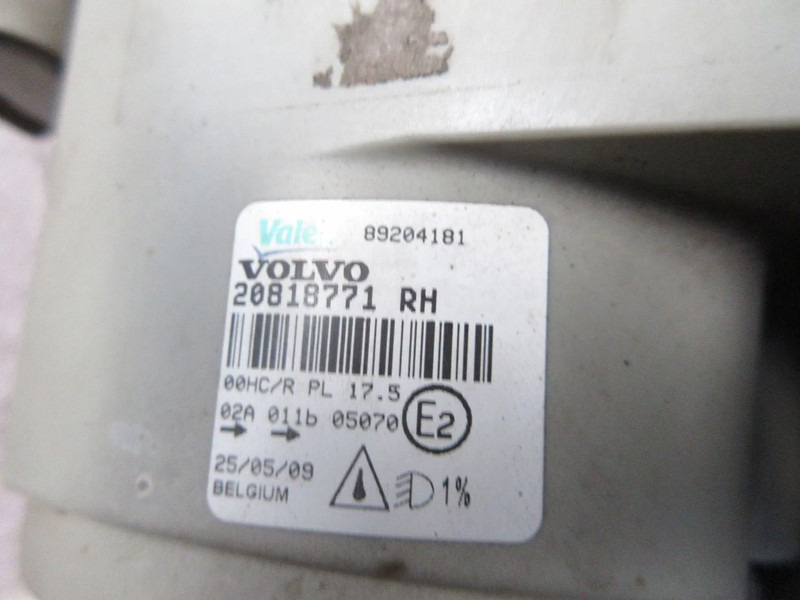 89204181
VOLVO
20818771 RH
00HC/R PL 17.5
02A 011b 05070 E2
25/05/09
BELGIUM
1%